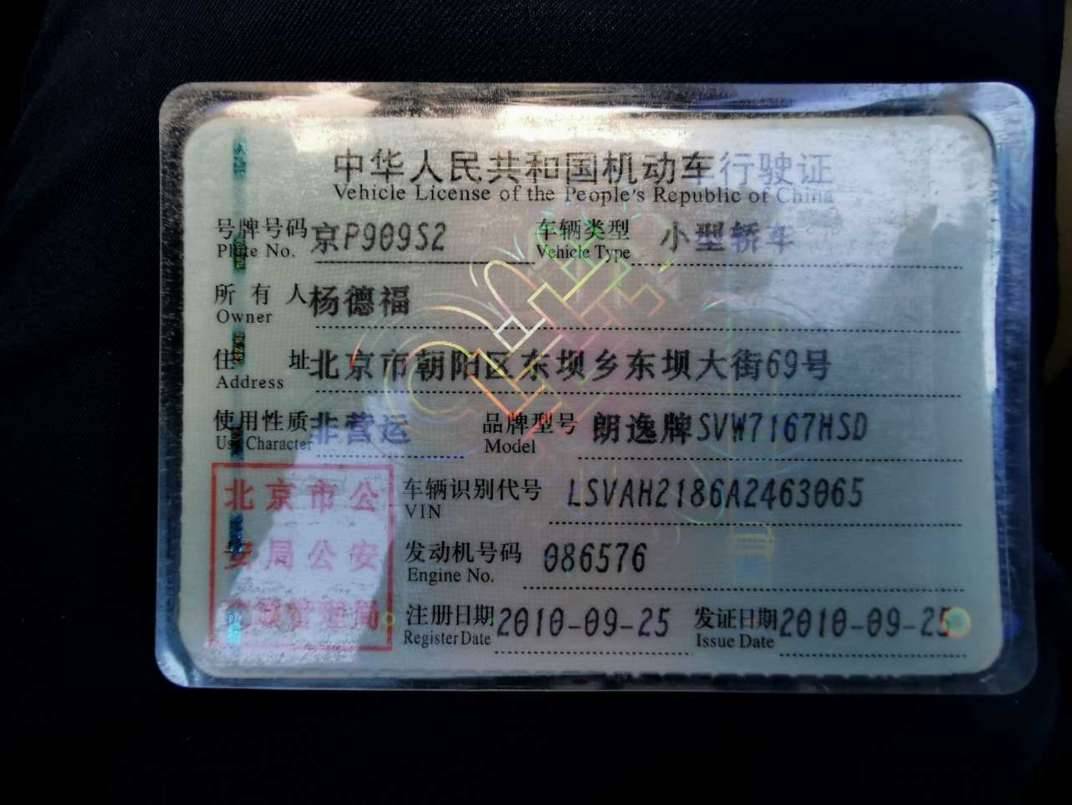 中华人民共和国机动车行驶证
Vehicle License of the People's Republic of China
号牌号码 京P909S2 车辆类型 小型轿车
Plate No. Vehicle Type
所有人 杨德福
Owner
住址 北京市朝阳区东坝乡东坝大街69号
Address
使用性质 非营运 品牌型号 朗逸牌SVW7167HSD
Use Character Model
北京市公
安局公安
交通管理局
车辆识别代号 LSVAH2186A2463065
VIN
发动机号码 086576
Engine No.
注册日期 2010-09-25 发证日期 2010-09-25
Register Date Issue Date